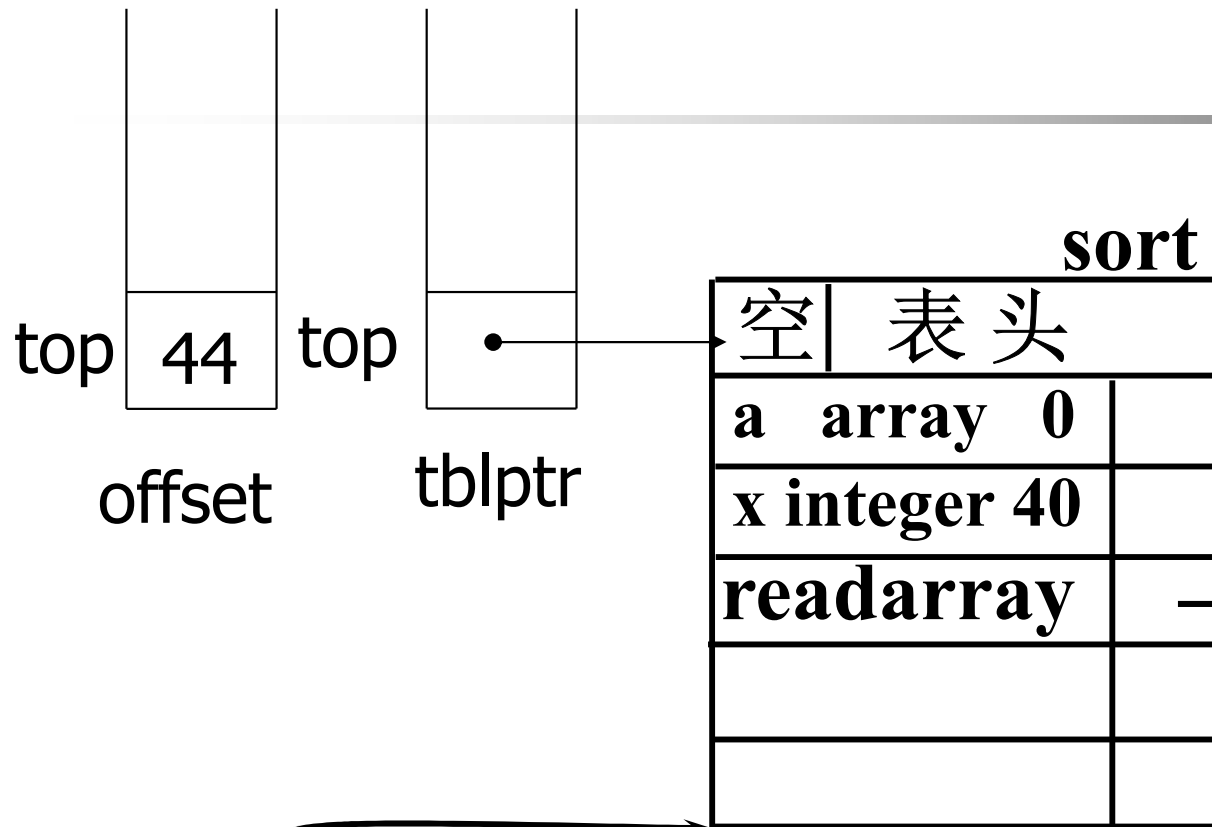 sort
空 表头
top 44 top
a array 0
offset tblptr
x integer 40
readarray